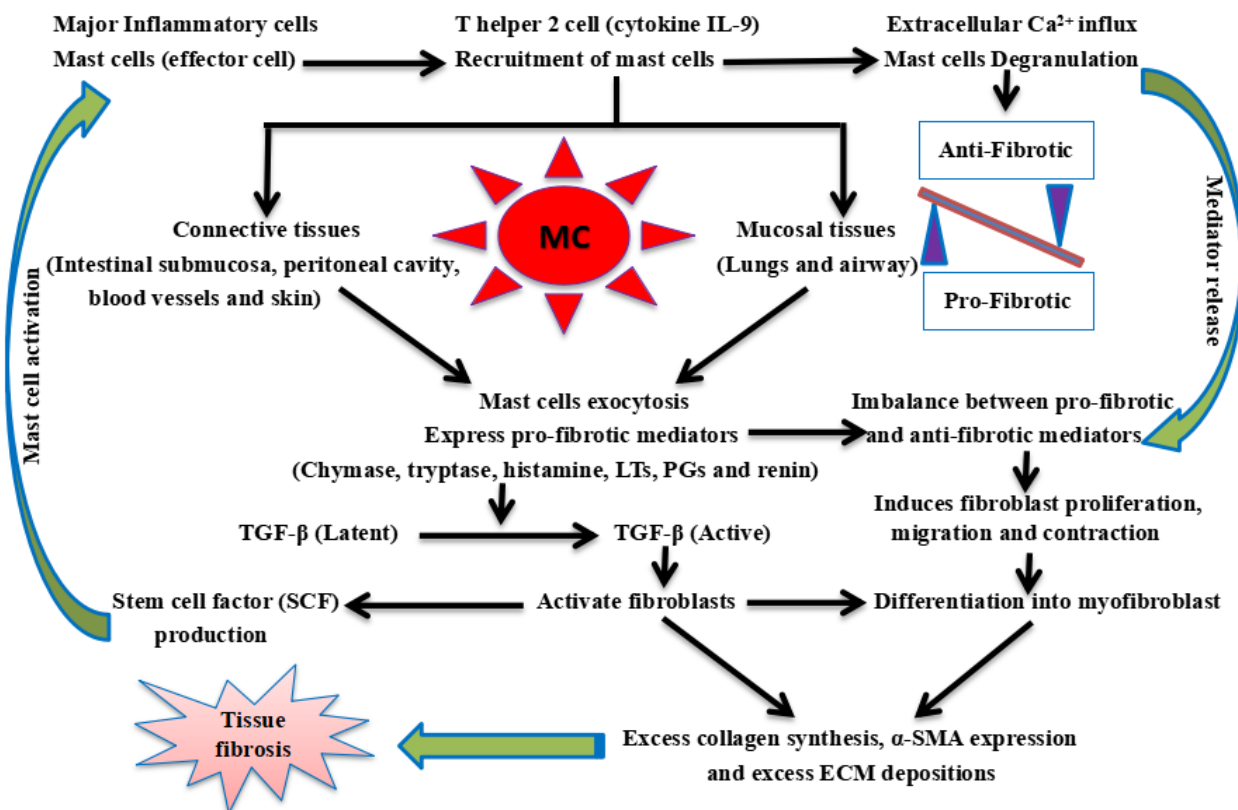 Major Inflammatory cells
Mast cells (effector cell)
T helper 2 cell (cytokine IL-9)
Recruitment of mast cells
Extracellular Ca²⁺ influx
Mast cells Degranulation
Anti-Fibrotic
Pro-Fibrotic
Mediator release
MC
Connective tissues
(Intestinal submucosa, peritoneal cavity,
blood vessels and skin)
Mucosal tissues
(Lungs and airway)
Mast cell activation
Mast cells exocytosis
Express pro-fibrotic mediators
(Chymase, tryptase, histamine, LTs, PGs and renin)
Imbalance between pro-fibrotic
and anti-fibrotic mediators
Induces fibroblast proliferation,
migration and contraction
TGF-β (Latent)
TGF-β (Active)
Stem cell factor (SCF)
production
Activate fibroblasts
Differentiation into myofibroblast
Tissue
fibrosis
Excess collagen synthesis, α-SMA expression
and excess ECM depositions